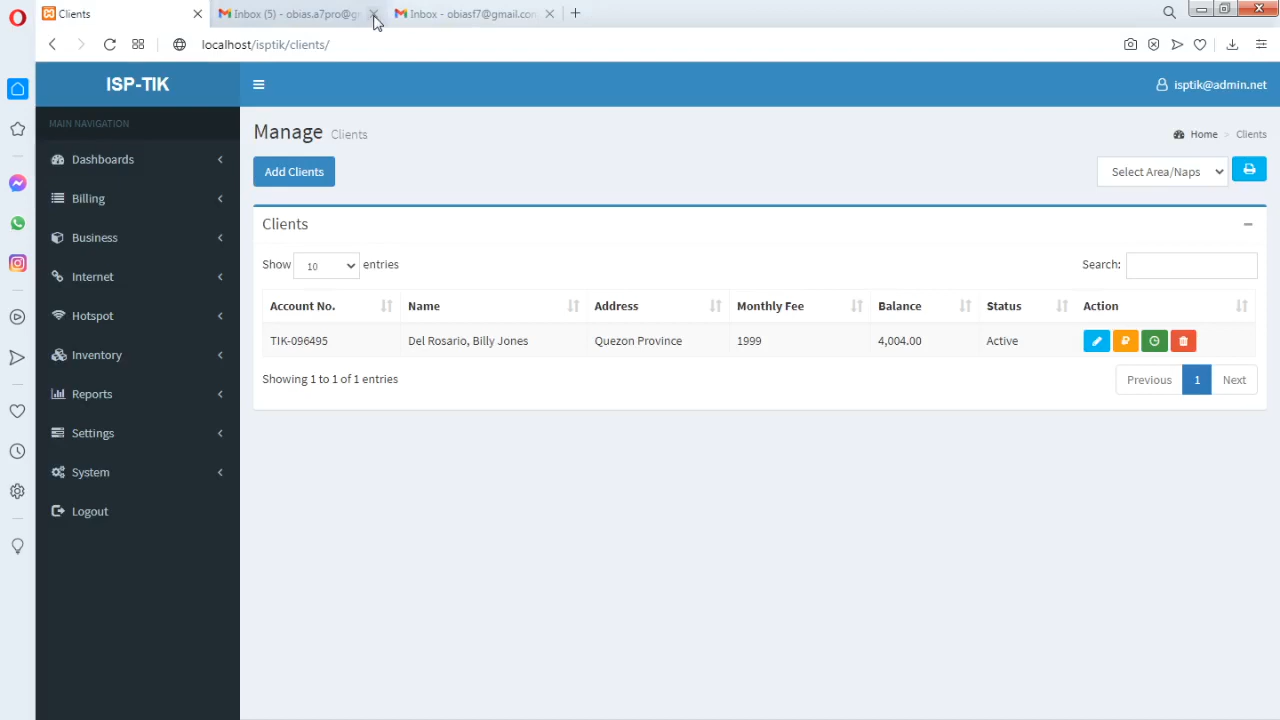 Clients
Inbox (5) - obias.a7pro@g
Inbox - obiasf7@gmail.com
localhost/isptik/clients/
ISP-TIK
isptik@admin.net
MAIN NAVIGATION
Dashboards
Billing
Business
Internet
Hotspot
Inventory
Reports
Settings
System
Logout
Manage Clients
Home > Clients
Add Clients
Select Area/Naps
Clients
Show 10 entries
Search:
Account No. Name Address Monthly Fee Balance Status Action
TIK-096495 Del Rosario, Billy Jones Quezon Province 1999 4,004.00 Active
Showing 1 to 1 of 1 entries
Previous 1 Next